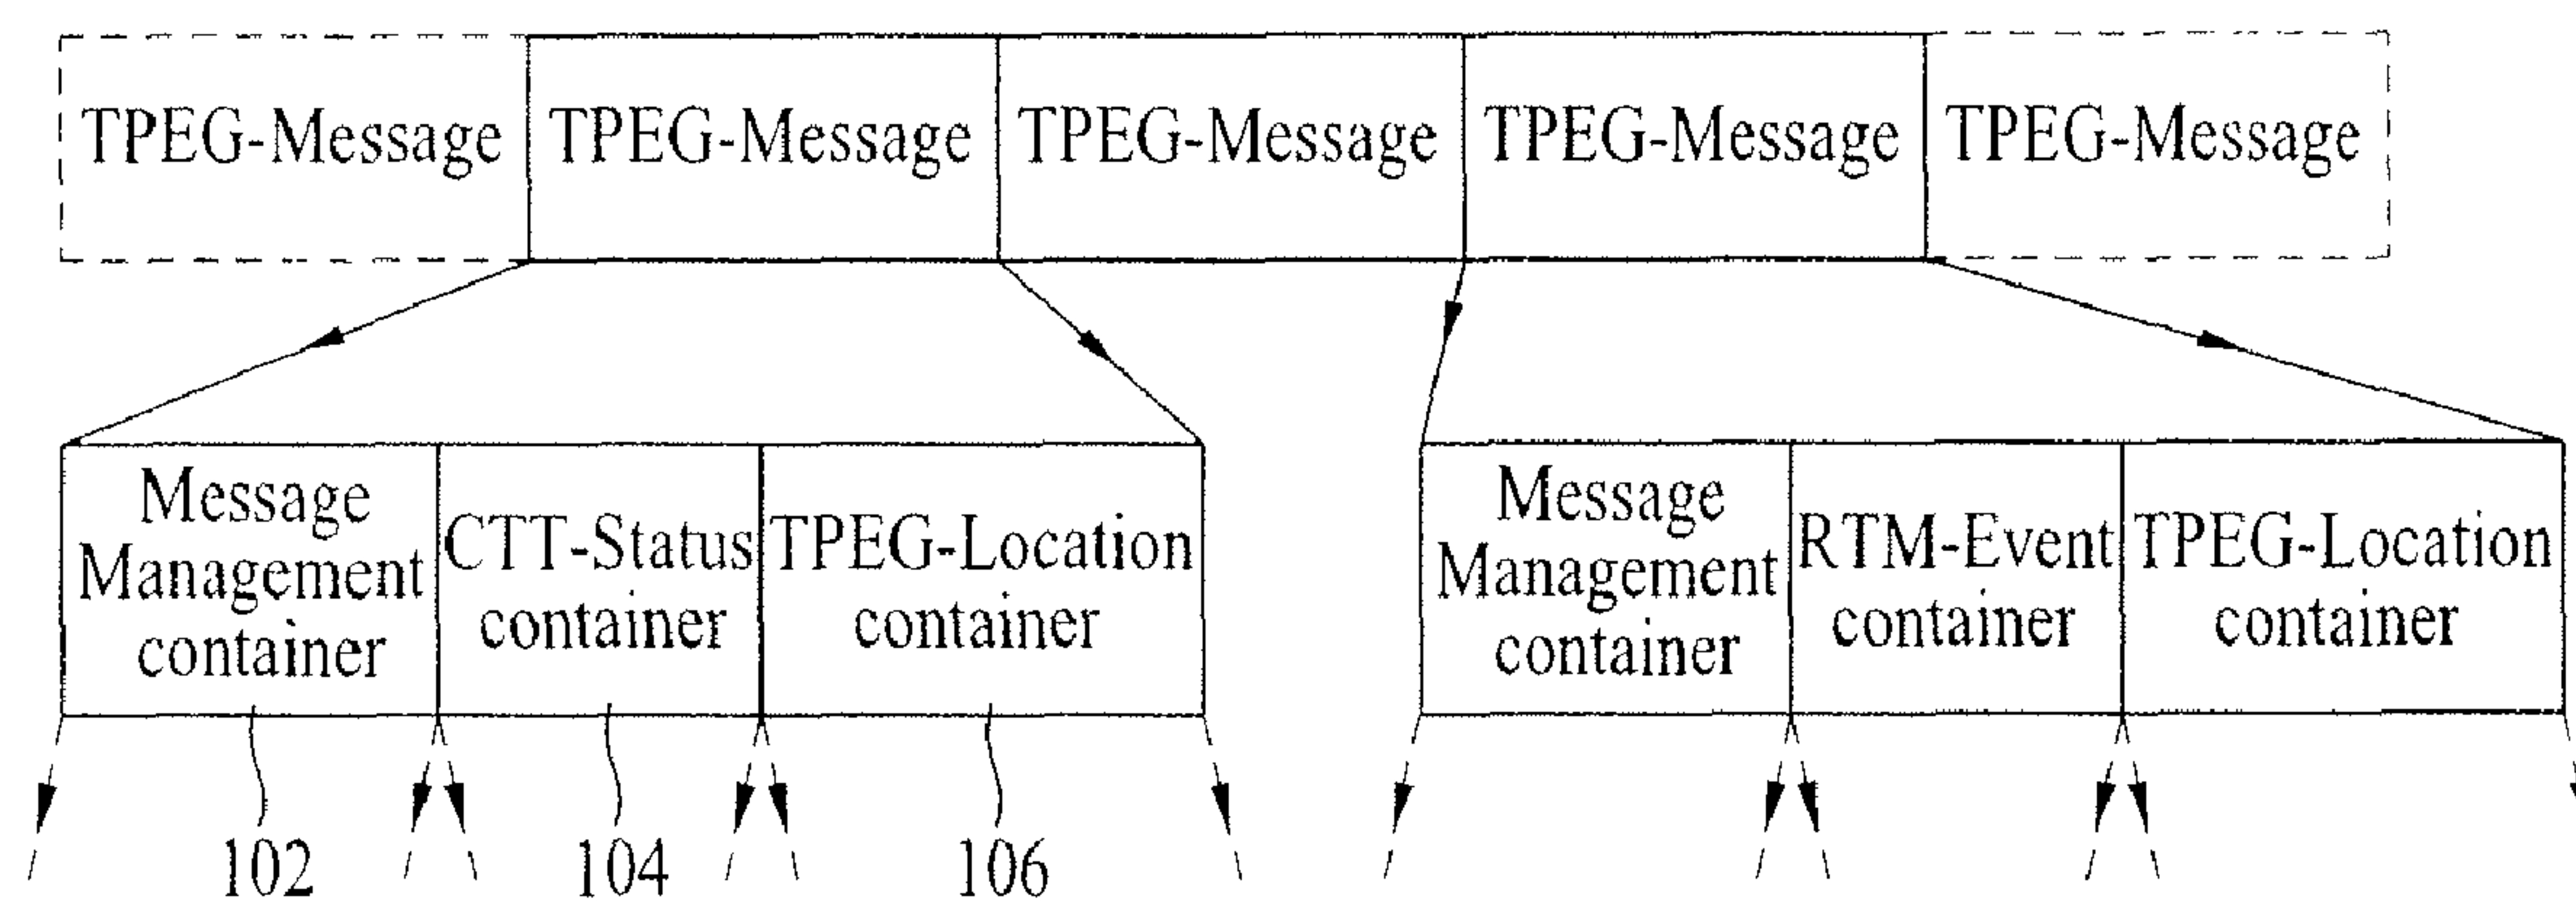 TPEG-Message TPEG-Message TPEG-Message TPEG-Message TPEG-Message
Message
Management
container
CTT-Status
container
TPEG-Location
container
Message
Management
container
RTM-Event
container
TPEG-Location
container
102 104 106